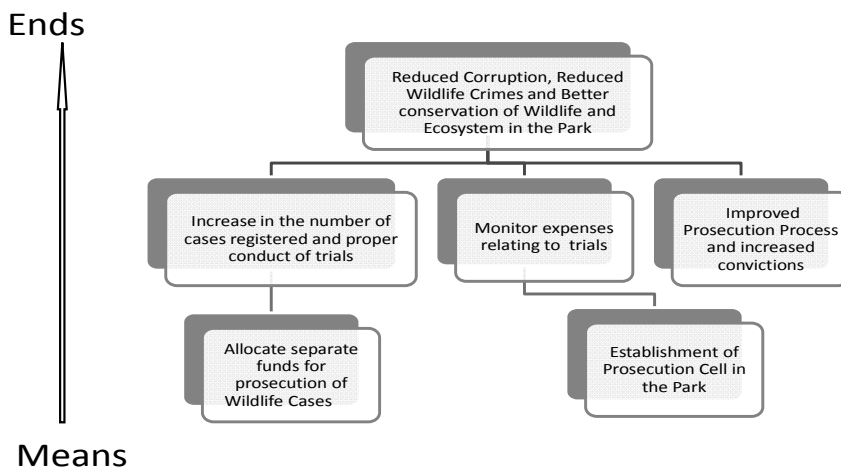 Ends
Reduced Corruption, Reduced
Wildlife Crimes and Better
conservation of Wildlife and
Ecosystem in the Park
Increase in the number of
cases registered and proper
conduct of trials
Monitor expenses
relating to trials
Improved
Prosecution Process
and increased
convictions
Allocate separate
funds for
prosecution of
Wildlife Cases
Establishment of
Prosecution Cell in
the Park
Means